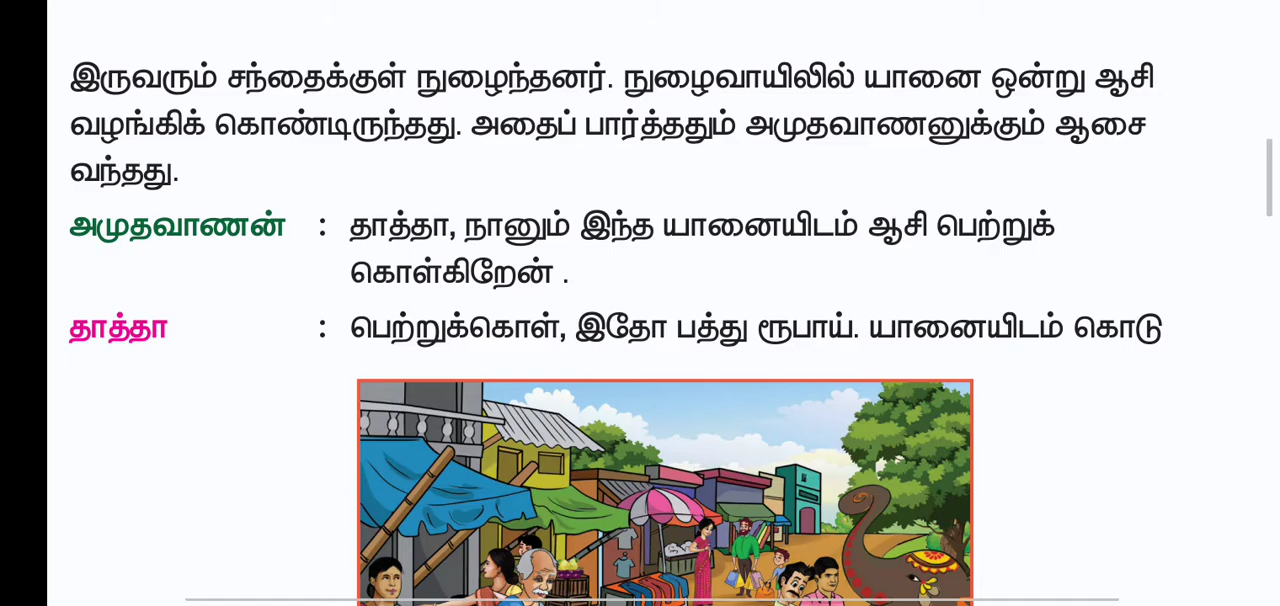 இருவரும் சந்தைக்குள் நுழைந்தனர். நுழைவாயிலில் யானை ஒன்று ஆசி
வழங்கிக் கொண்டிருந்தது. அதைப் பார்த்ததும் அமுதவாணனுக்கும் ஆசை
வந்தது.
அமுதவாணன் : தாத்தா, நானும் இந்த யானையிடம் ஆசி பெற்றுக்
கொள்கிறேன் .
தாத்தா : பெற்றுக்கொள், இதோ பத்து ரூபாய். யானையிடம் கொடு